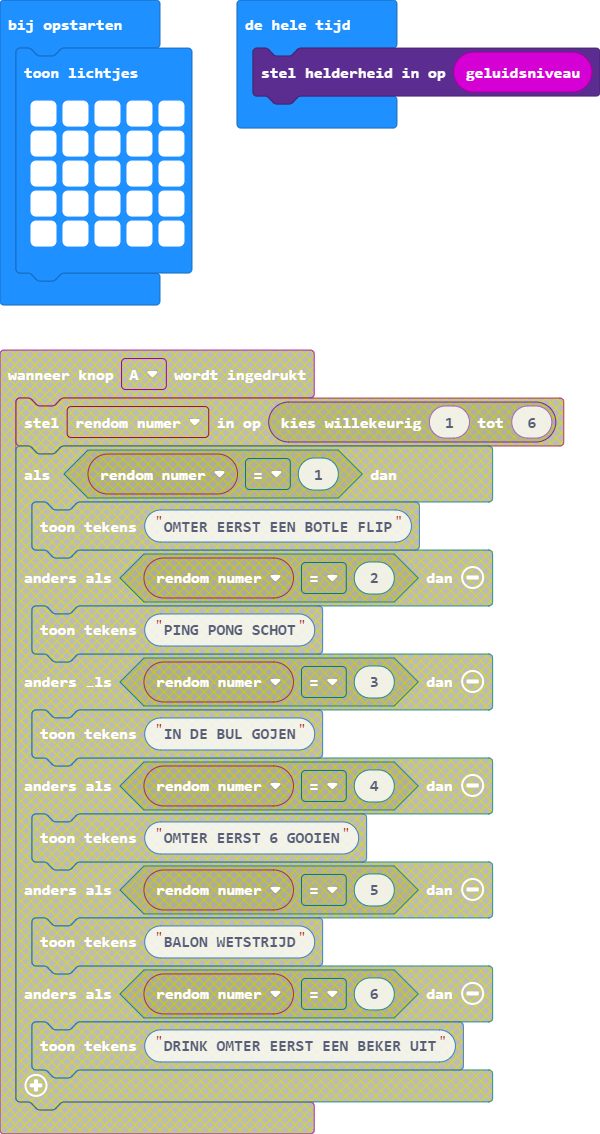 bij opstarten
toon lichtjes
de hele tijd
stel helderheid in op geluidsniveau
wanneer knop A wordt ingedrukt
stel rendom numer in op kies willekeurig 1 tot 6
als rendom numer = 1 dan
toon tekens "OMTER EERST EEN BOTLE FLIP"
anders als rendom numer = 2 dan
toon tekens "PING PONG SCHOT"
anders als rendom numer = 3 dan
toon tekens "IN DE BUL GOJEN"
anders als rendom numer = 4 dan
toon tekens "OMTER EERST 6 GOOIEN"
anders als rendom numer = 5 dan
toon tekens "BALON WETSTRIJD"
anders als rendom numer = 6 dan
toon tekens "DRINK OMTER EERST EEN BEKER UIT"